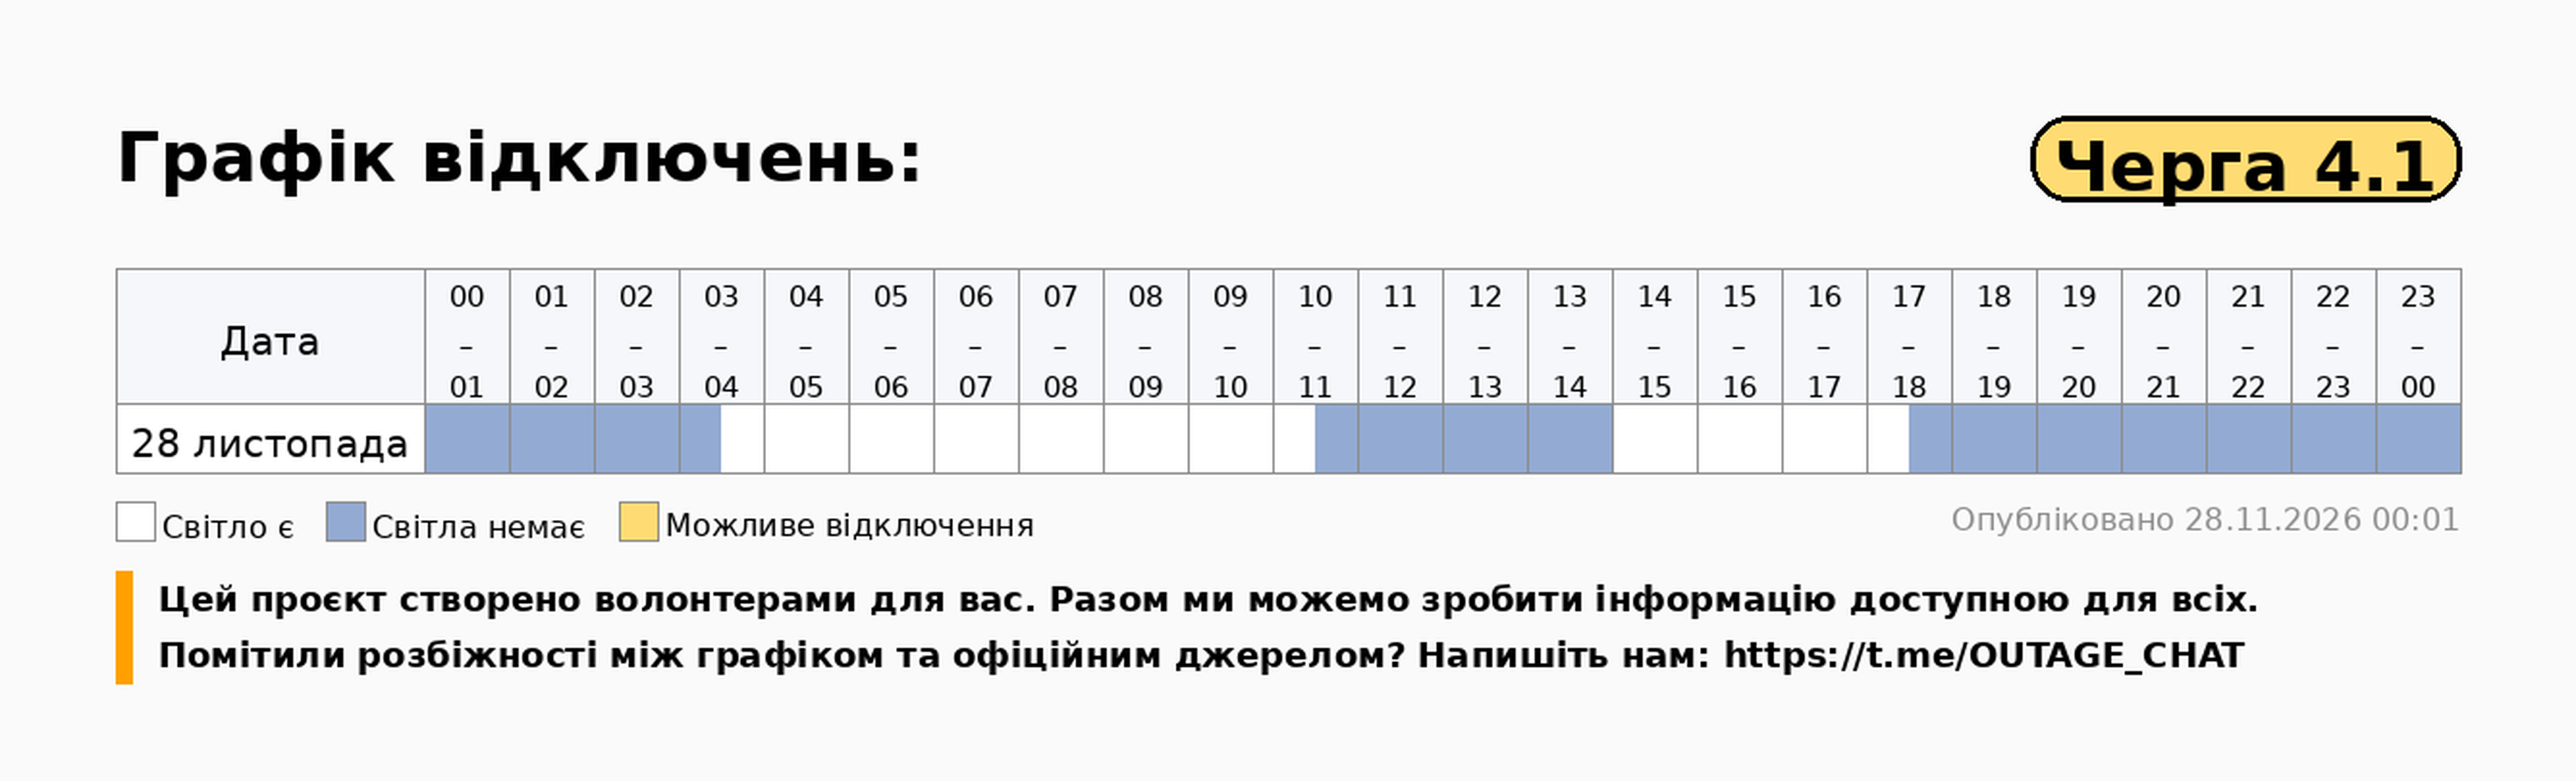 Графік відключень:
Черга 4.1
Дата
00 – 01
01 – 02
02 – 03
03 – 04
04 – 05
05 – 06
06 – 07
07 – 08
08 – 09
09 – 10
10 – 11
11 – 12
12 – 13
13 – 14
14 – 15
15 – 16
16 – 17
17 – 18
18 – 19
19 – 20
20 – 21
21 – 22
22 – 23
23 – 00
28 листопада
Світло є
Світла немає
Можливе відключення
Опубліковано 28.11.2026 00:01
Цей проєкт створено волонтерами для вас. Разом ми можемо зробити інформацію доступною для всіх.
Помітили розбіжності між графіком та офіційним джерелом? Напишіть нам: https://t.me/OUTAGE_CHAT